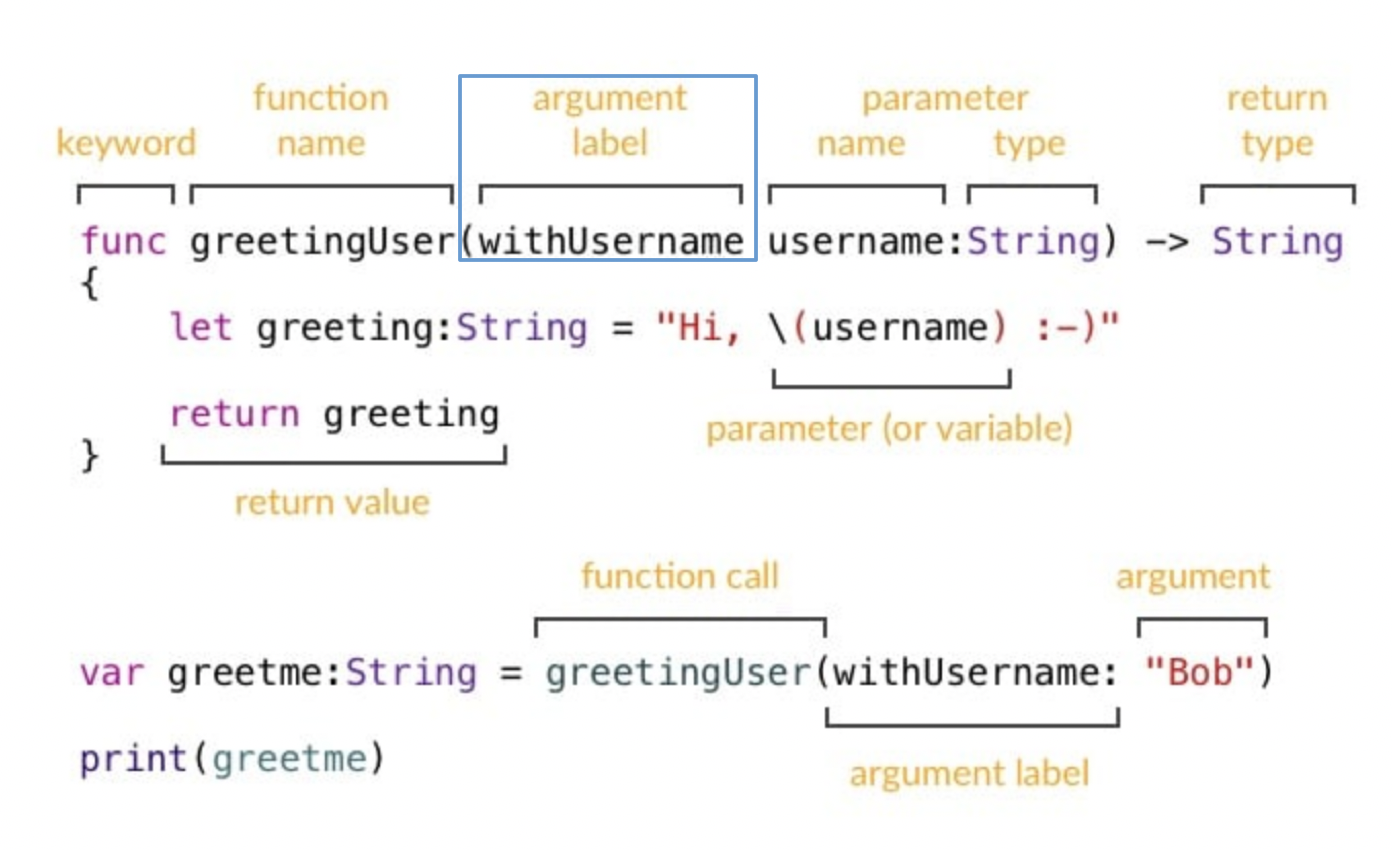 function argument parameter return
keyword name label name type type
func greetingUser(withUsername username:String) -> String
{
let greeting:String = "Hi, \(username) :-)"
parameter (or variable)
return greeting
}
return value
function call argument
var greetme:String = greetingUser(withUsername: "Bob")
argument label
print(greetme)